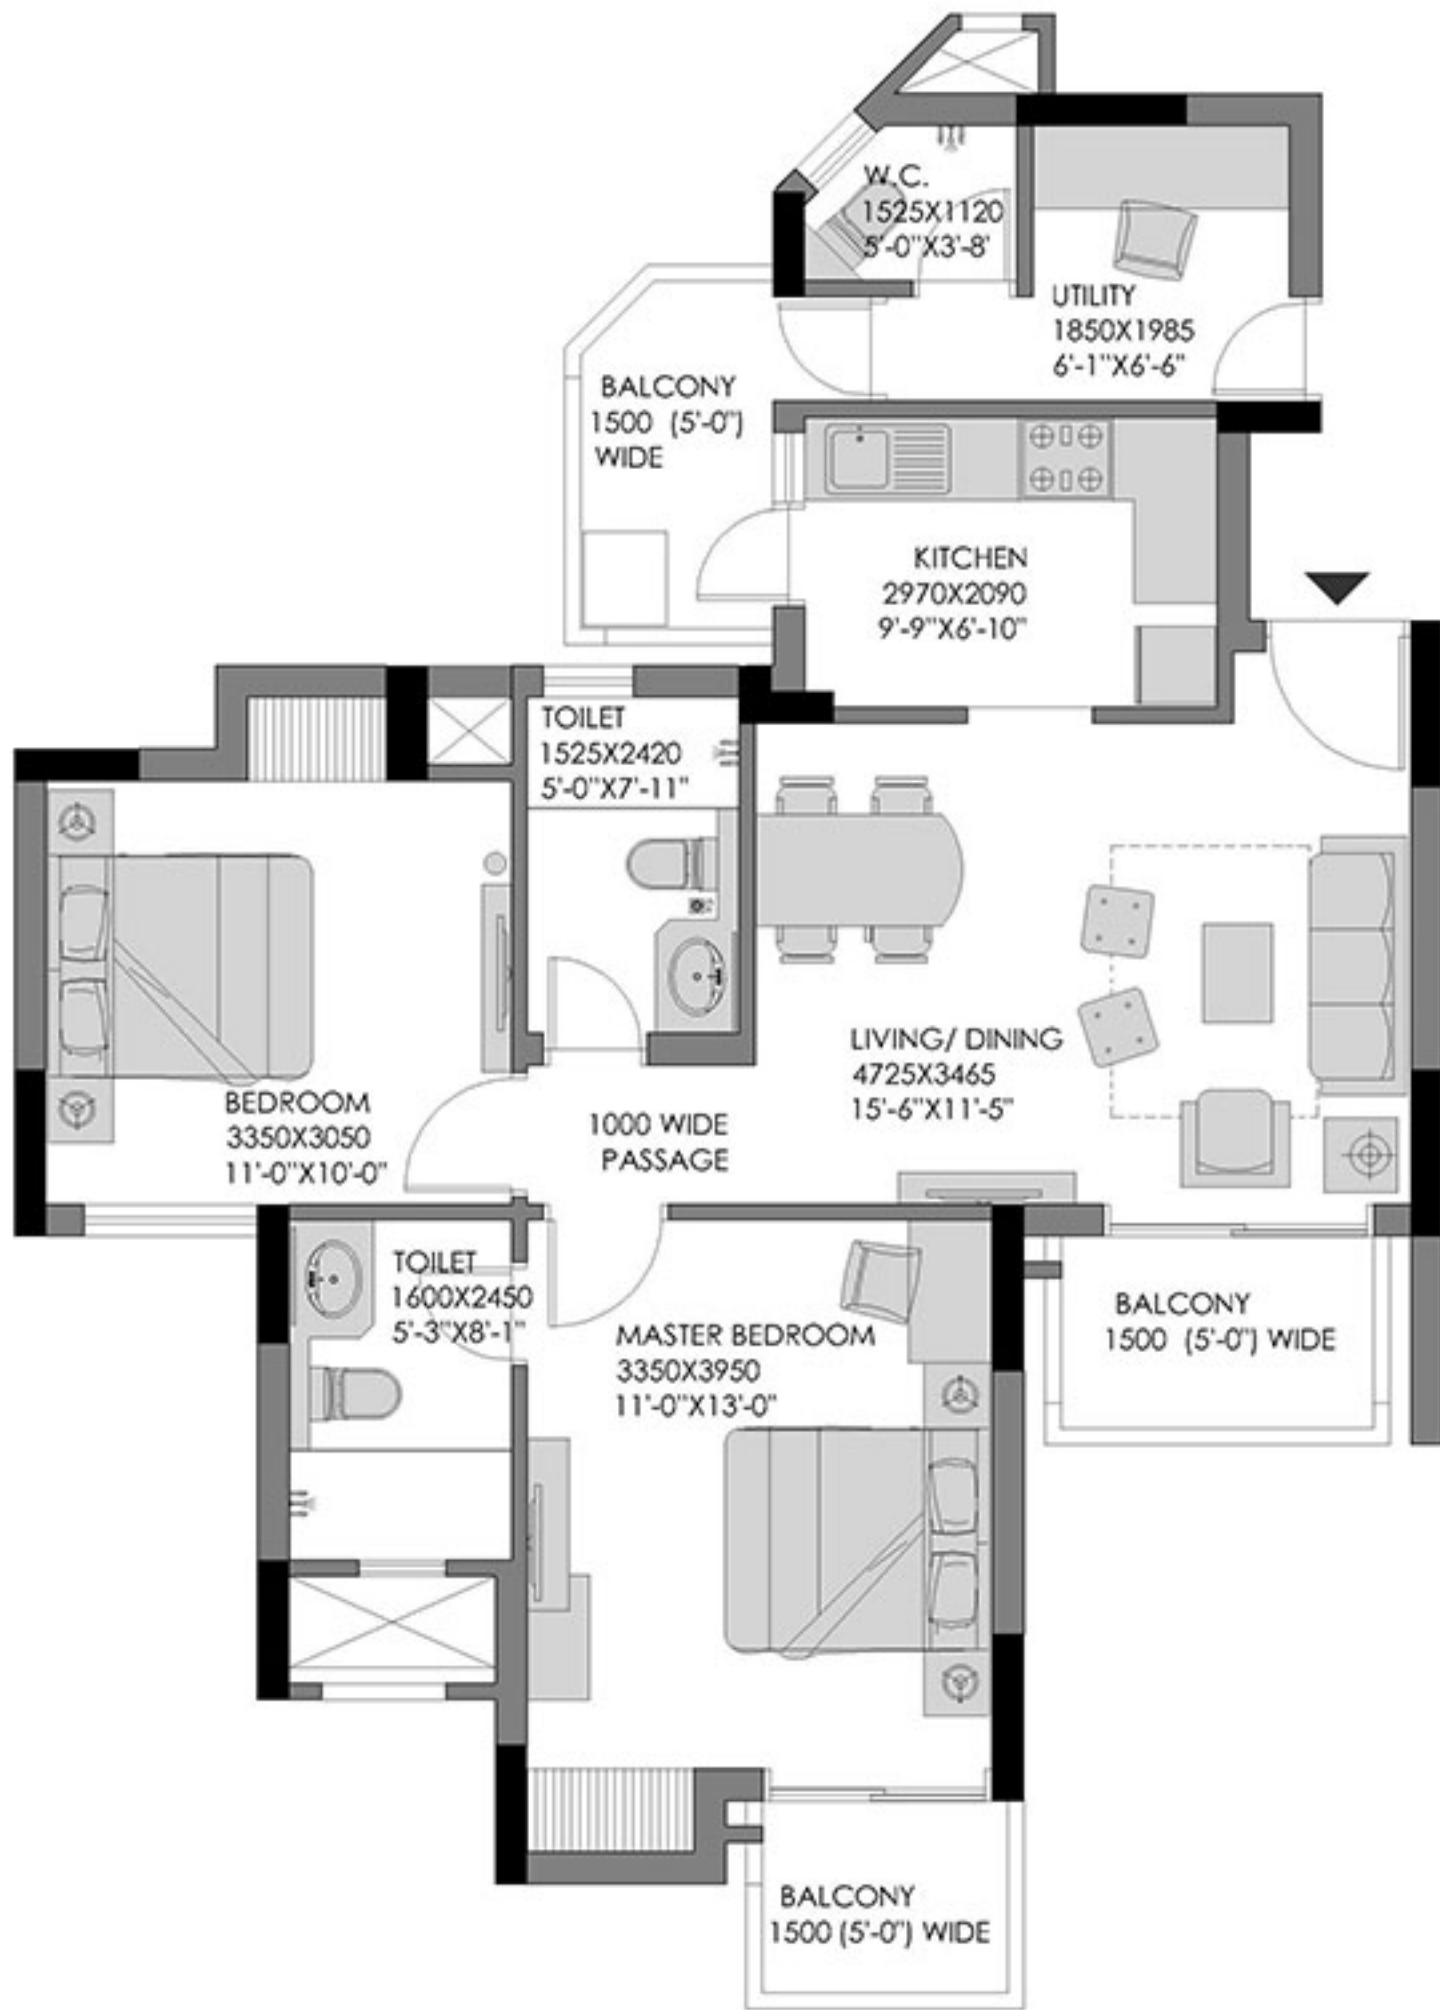 W.C.
1525X1120
5'-0"X3'-8'
UTILITY
1850X1985
6'-1"X6'-6"
BALCONY
1500 (5'-0")
WIDE
KITCHEN
2970X2090
9'-9"X6'-10"
TOILET
1525X2420
5'-0"X7'-11"
LIVING/ DINING
4725X3465
15'-6"X11'-5"
BEDROOM
3350X3050
11'-0"X10'-0"
1000 WIDE
PASSAGE
TOILET
1600X2450
5'-3"X8'-1"
MASTER BEDROOM
3350X3950
11'-0"X13'-0"
BALCONY
1500 (5'-0") WIDE
BALCONY
1500 (5'-0") WIDE